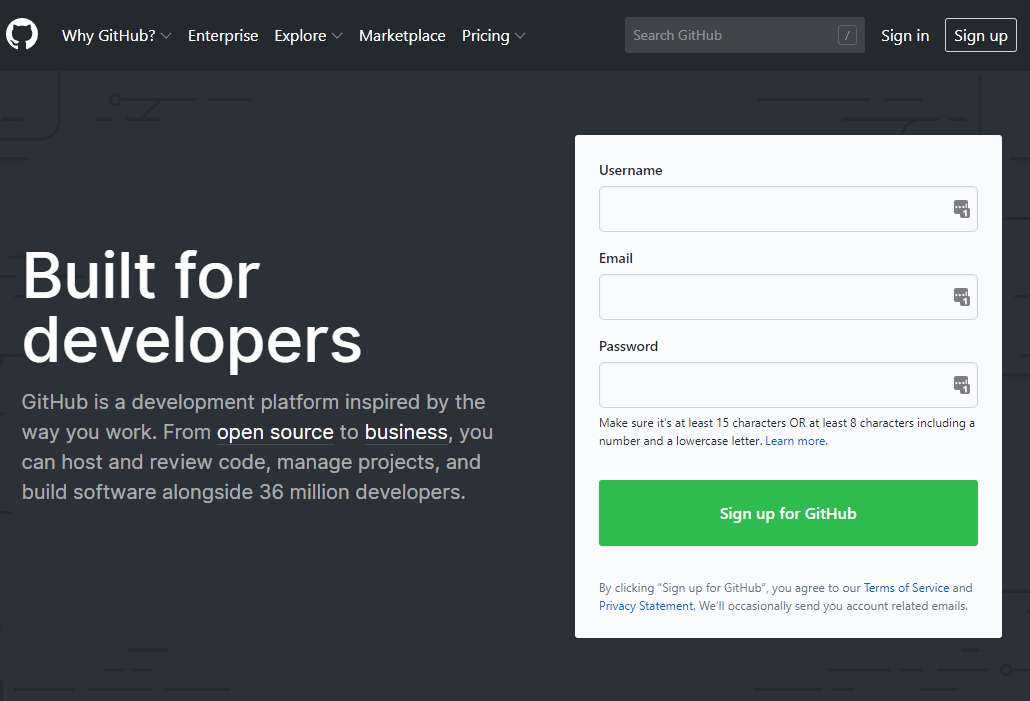 Why GitHub? Enterprise Explore Marketplace Pricing Search GitHub / Sign in Sign up
Built for
developers
GitHub is a development platform inspired by the
way you work. From open source to business, you
can host and review code, manage projects, and
build software alongside 36 million developers.
Username
1
Email
1
Password
1
Make sure it's at least 15 characters OR at least 8 characters including a
number and a lowercase letter. Learn more.
Sign up for GitHub
By clicking “Sign up for GitHub”, you agree to our Terms of Service and
Privacy Statement. We’ll occasionally send you account related emails.